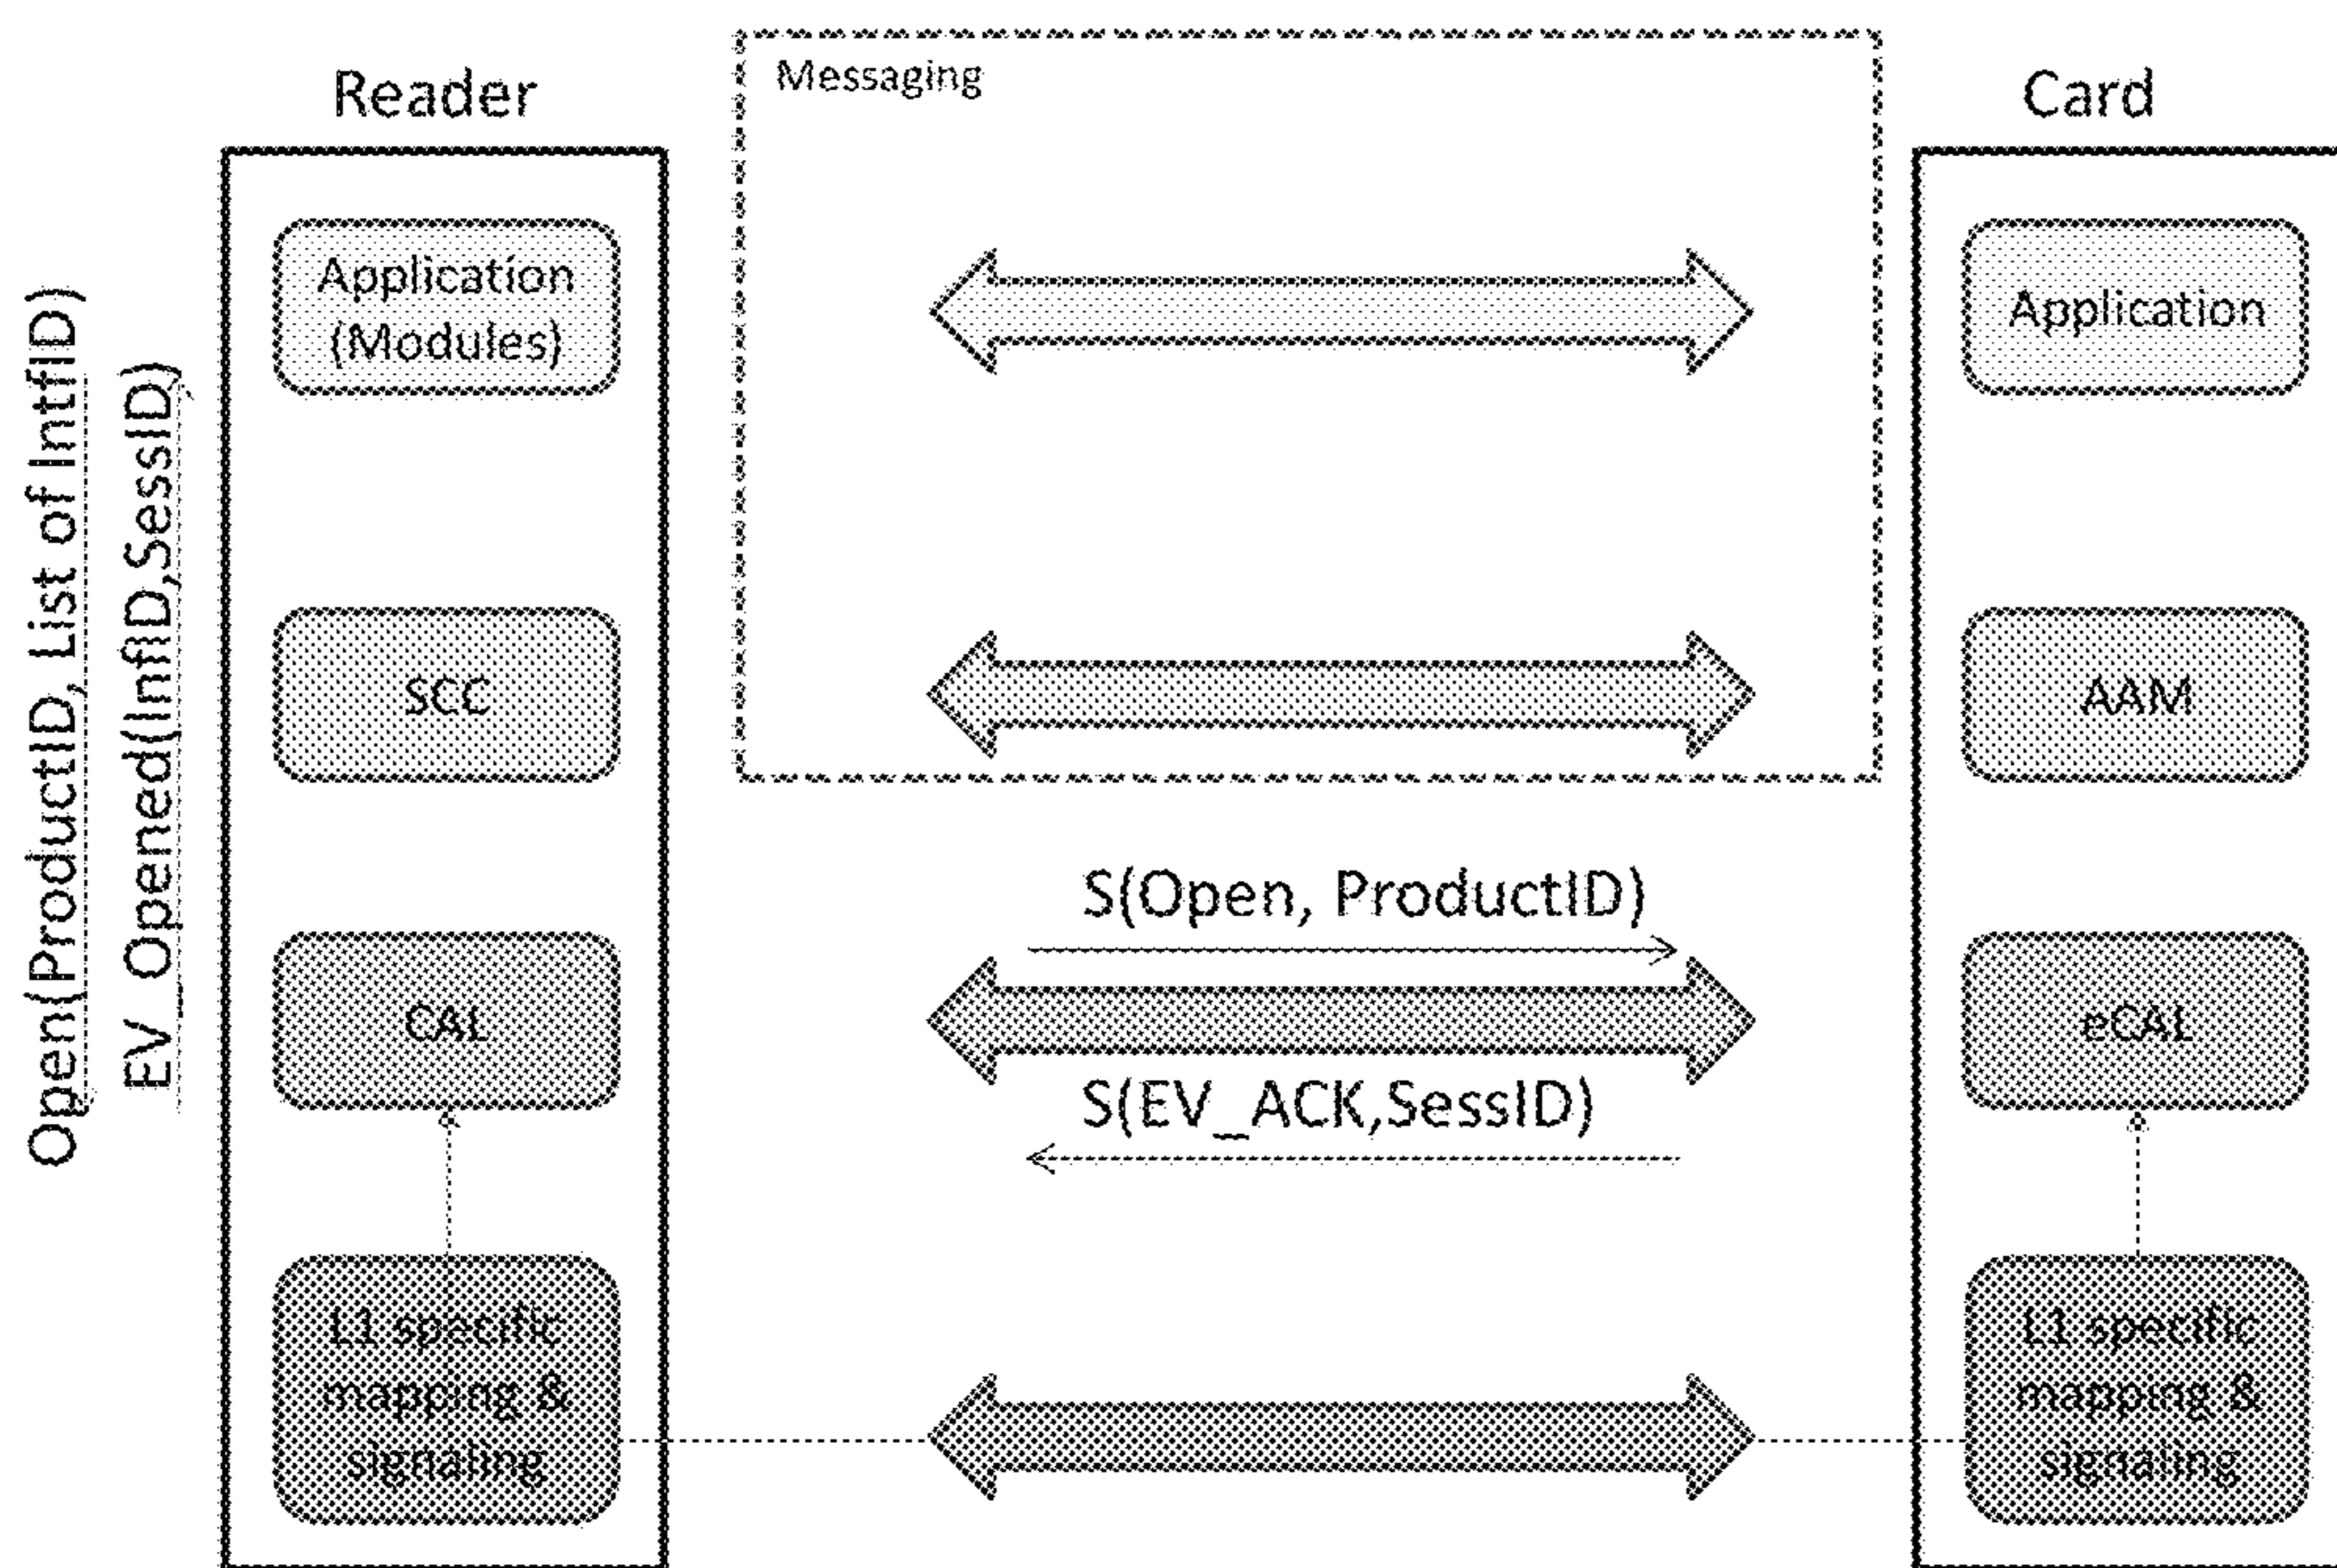 Messaging
Reader
Card
Open(ProductID, List of IntfID)
EV_Opened(InfID,SessID)
Application
(Modules)
Application
SCC
AAM
S(Open, ProductID)
CAL
eCAL
S(EV_ACK,SessID)
L1 specific
mapping &
signaling
L1 specific
mapping &
signaling